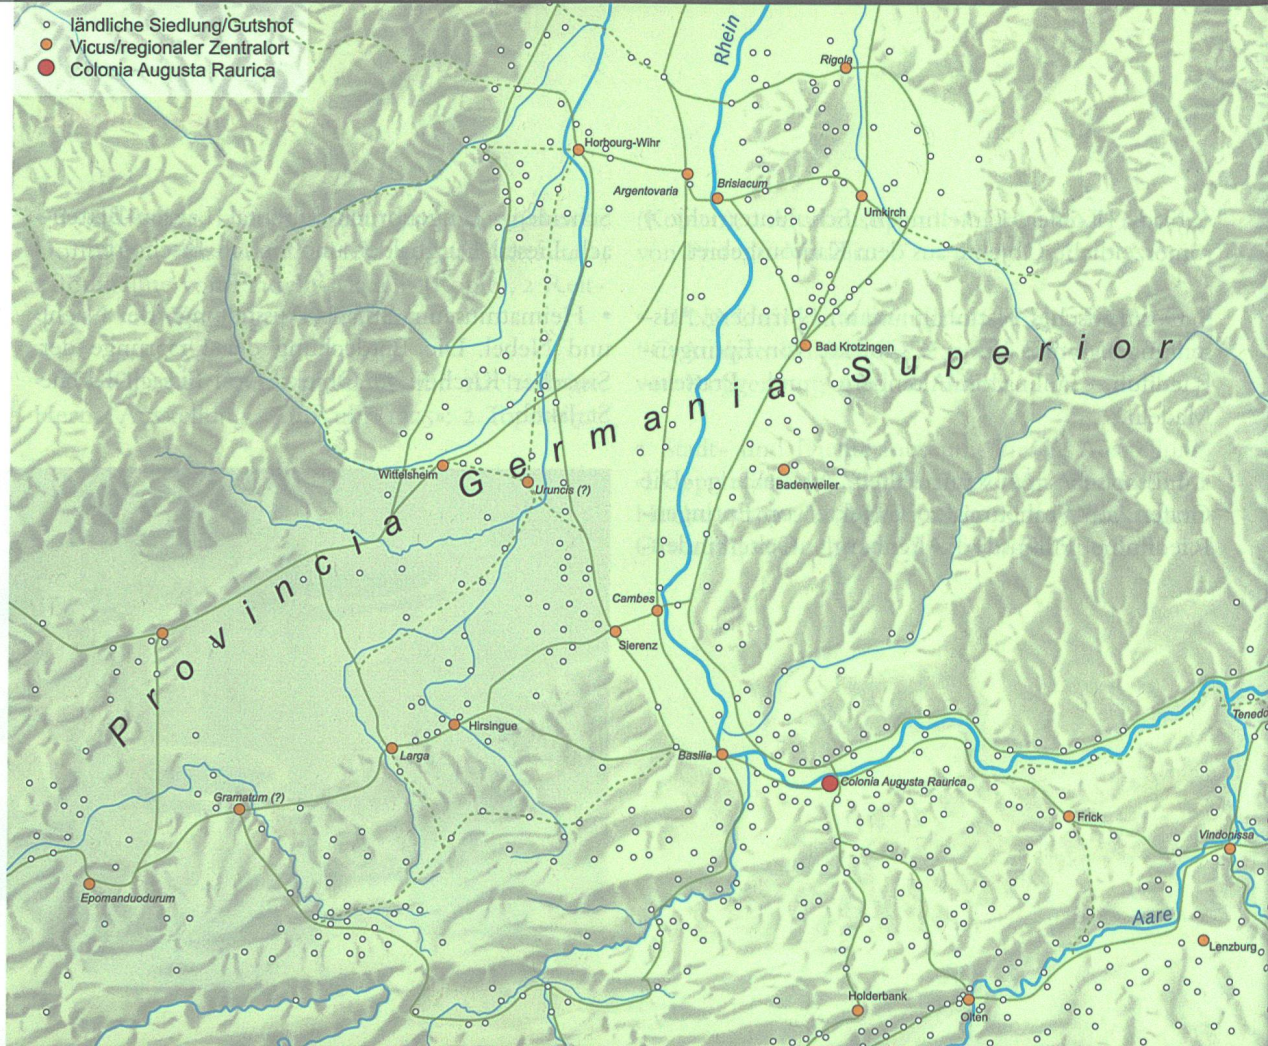 ländliche Siedlung/Gutshof
Vicus/regionaler Zentralort
Colonia Augusta Raurica
Rhein
Rigola
Horbourg-Wihr
Argentovaria
Brisiacum
Umkirch
Bad Krotzingen
Provincia Germania Superior
Wittelsheim
Uruncis (?)
Badenweiler
Cambes
Sierenz
Hirsingue
Larga
Basilia
Tenedo
Colonia Augusta Raurica
Gramatum (?)
Frick
Vindonissa
Epomanduodurum
Aare
Lenzburg
Holderbank
Olten